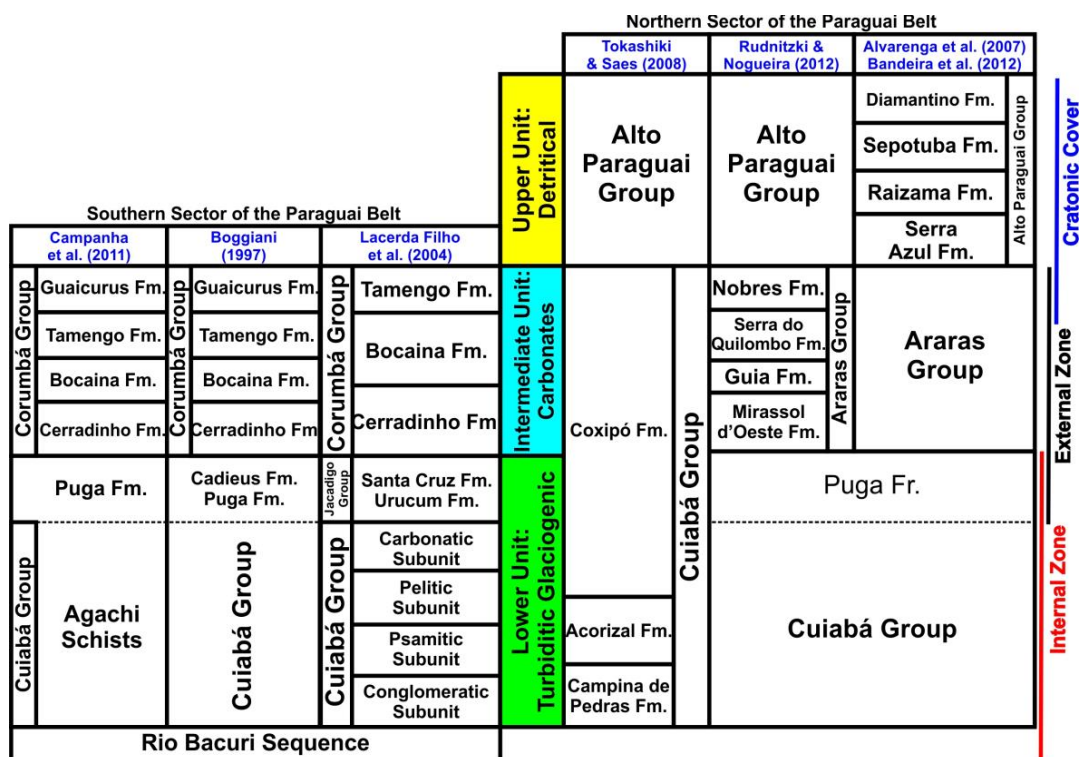 Northern Sector of the Paraguai Belt
Tokashiki
& Saes (2008)
Rudnitzki &
Nogueira (2012)
Alvarenga et al. (2007)
Bandeira et al. (2012)
Upper Unit:
Detritical
Alto
Paraguai
Group
Alto
Paraguai
Group
Diamantino Fm.
Sepotuba Fm.
Raizama Fm.
Serra
Azul Fm.
Alto Paraguai Group
Cratonic Cover
Southern Sector of the Paraguai Belt
Campanha
et al. (2011)
Boggiani
(1997)
Lacerda Filho
et al. (2004)
Corumbá Group
Guaicurus Fm.
Tamengo Fm.
Bocaina Fm.
Cerradinho Fm.
Corumbá Group
Guaicurus Fm.
Tamengo Fm.
Bocaina Fm.
Cerradinho Fm.
Corumbá Group
Tamengo Fm.
Bocaina Fm.
Cerradinho Fm
Intermediate Unit:
Carbonates
Coxipó Fm.
Cuiabá Group
Nobres Fm.
Serra do
Quilombo Fm.
Guia Fm.
Mirassol
d'Oeste Fm.
Araras Group
Araras
Group
External Zone
Puga Fm.
Cadieus Fm.
Puga Fm.
Jacadigo
Group
Santa Cruz Fm.
Urucum Fm.
Lower Unit:
Turbiditic Glaciogenic
Puga Fr.
Internal Zone
Cuiabá Group
Agachi
Schists
Cuiabá Group
Cuiabá Group
Carbonatic
Subunit
Pelitic
Subunit
Psamitic
Subunit
Conglomeratic
Subunit
Acorizal Fm.
Campina de
Pedras Fm.
Cuiabá Group
Rio Bacuri Sequence